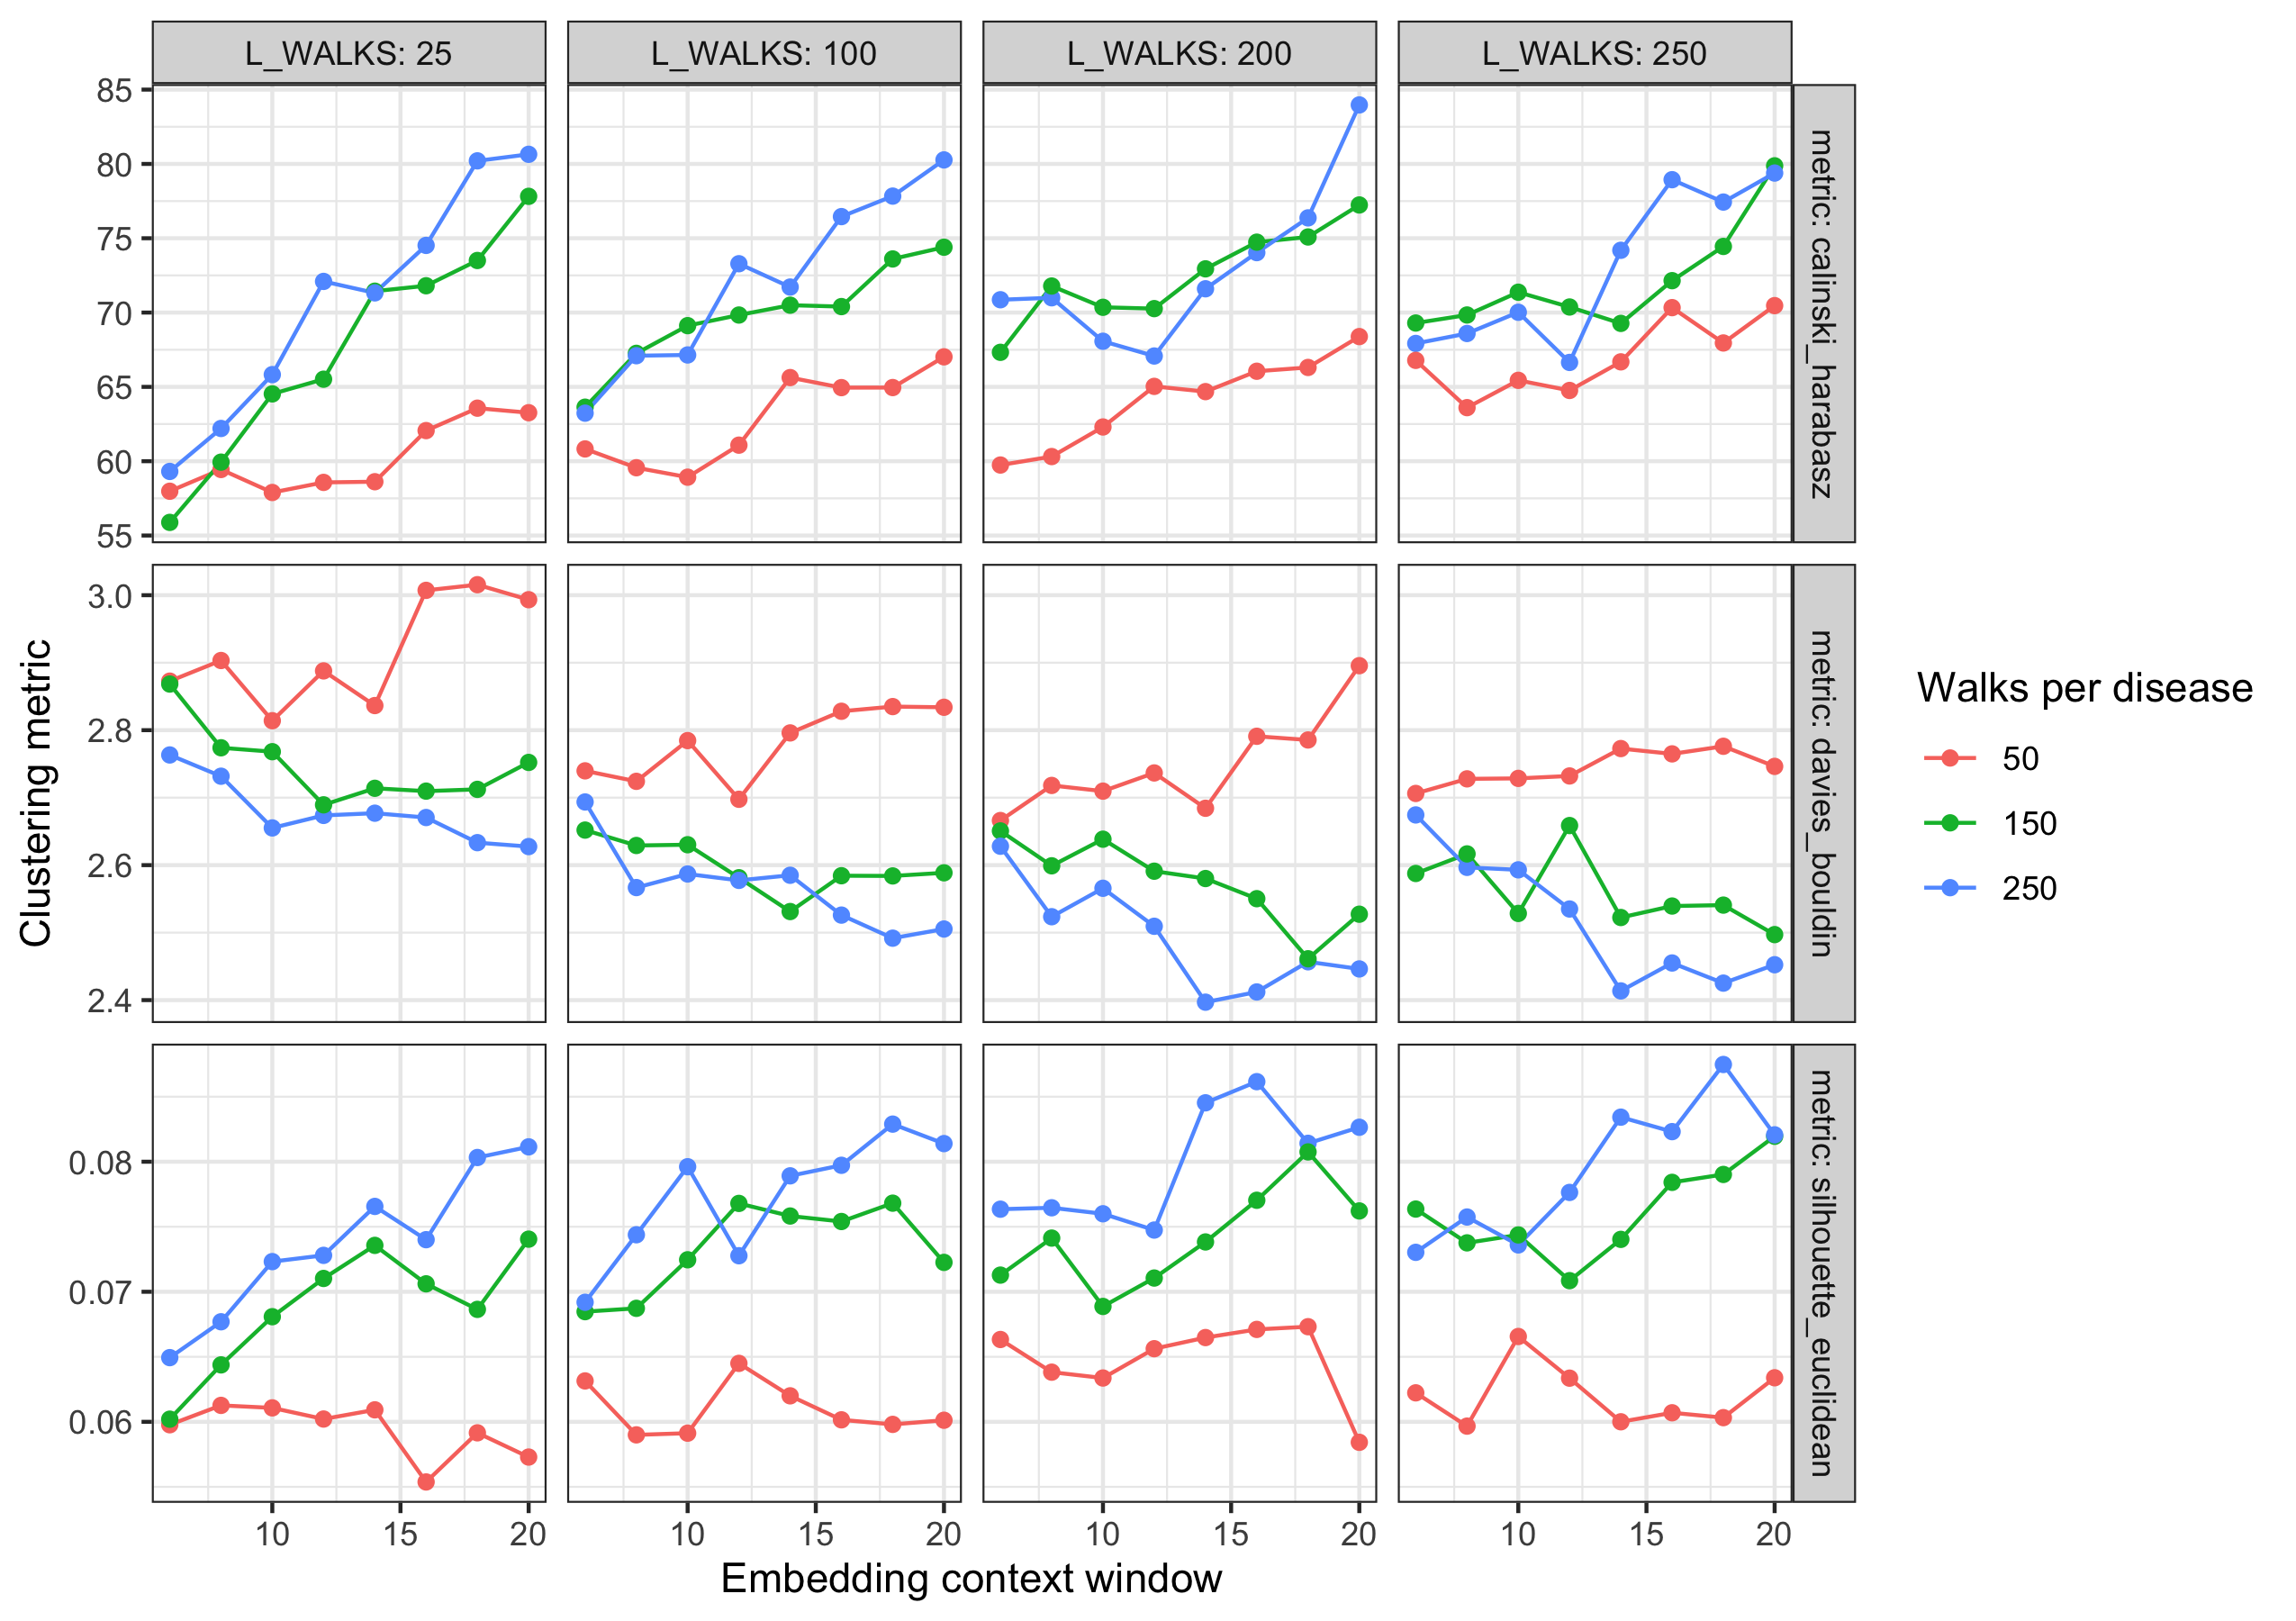 L_WALKS: 25
L_WALKS: 100
L_WALKS: 200
L_WALKS: 250
85
80
75
70
65
60
55
metric: calinski_harabasz
3.0
2.8
2.6
2.4
metric: davies_bouldin
0.08
0.07
0.06
metric: silhouette_euclidean
10 15 20
10 15 20
10 15 20
10 15 20
Embedding context window
Clustering metric
Walks per disease
50
150
250